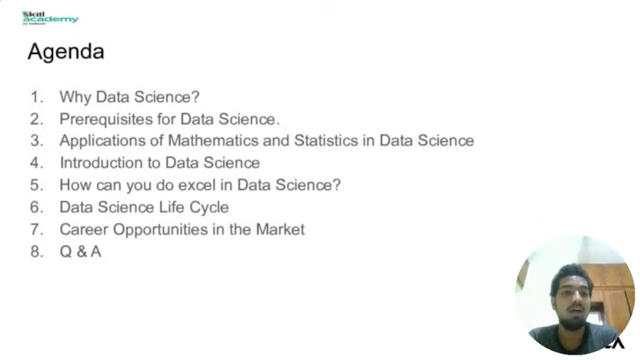 Skill
academy
Agenda
1. Why Data Science?
2. Prerequisites for Data Science.
3. Applications of Mathematics and Statistics in Data Science
4. Introduction to Data Science
5. How can you do excel in Data Science?
6. Data Science Life Cycle
7. Career Opportunities in the Market
8. Q & A